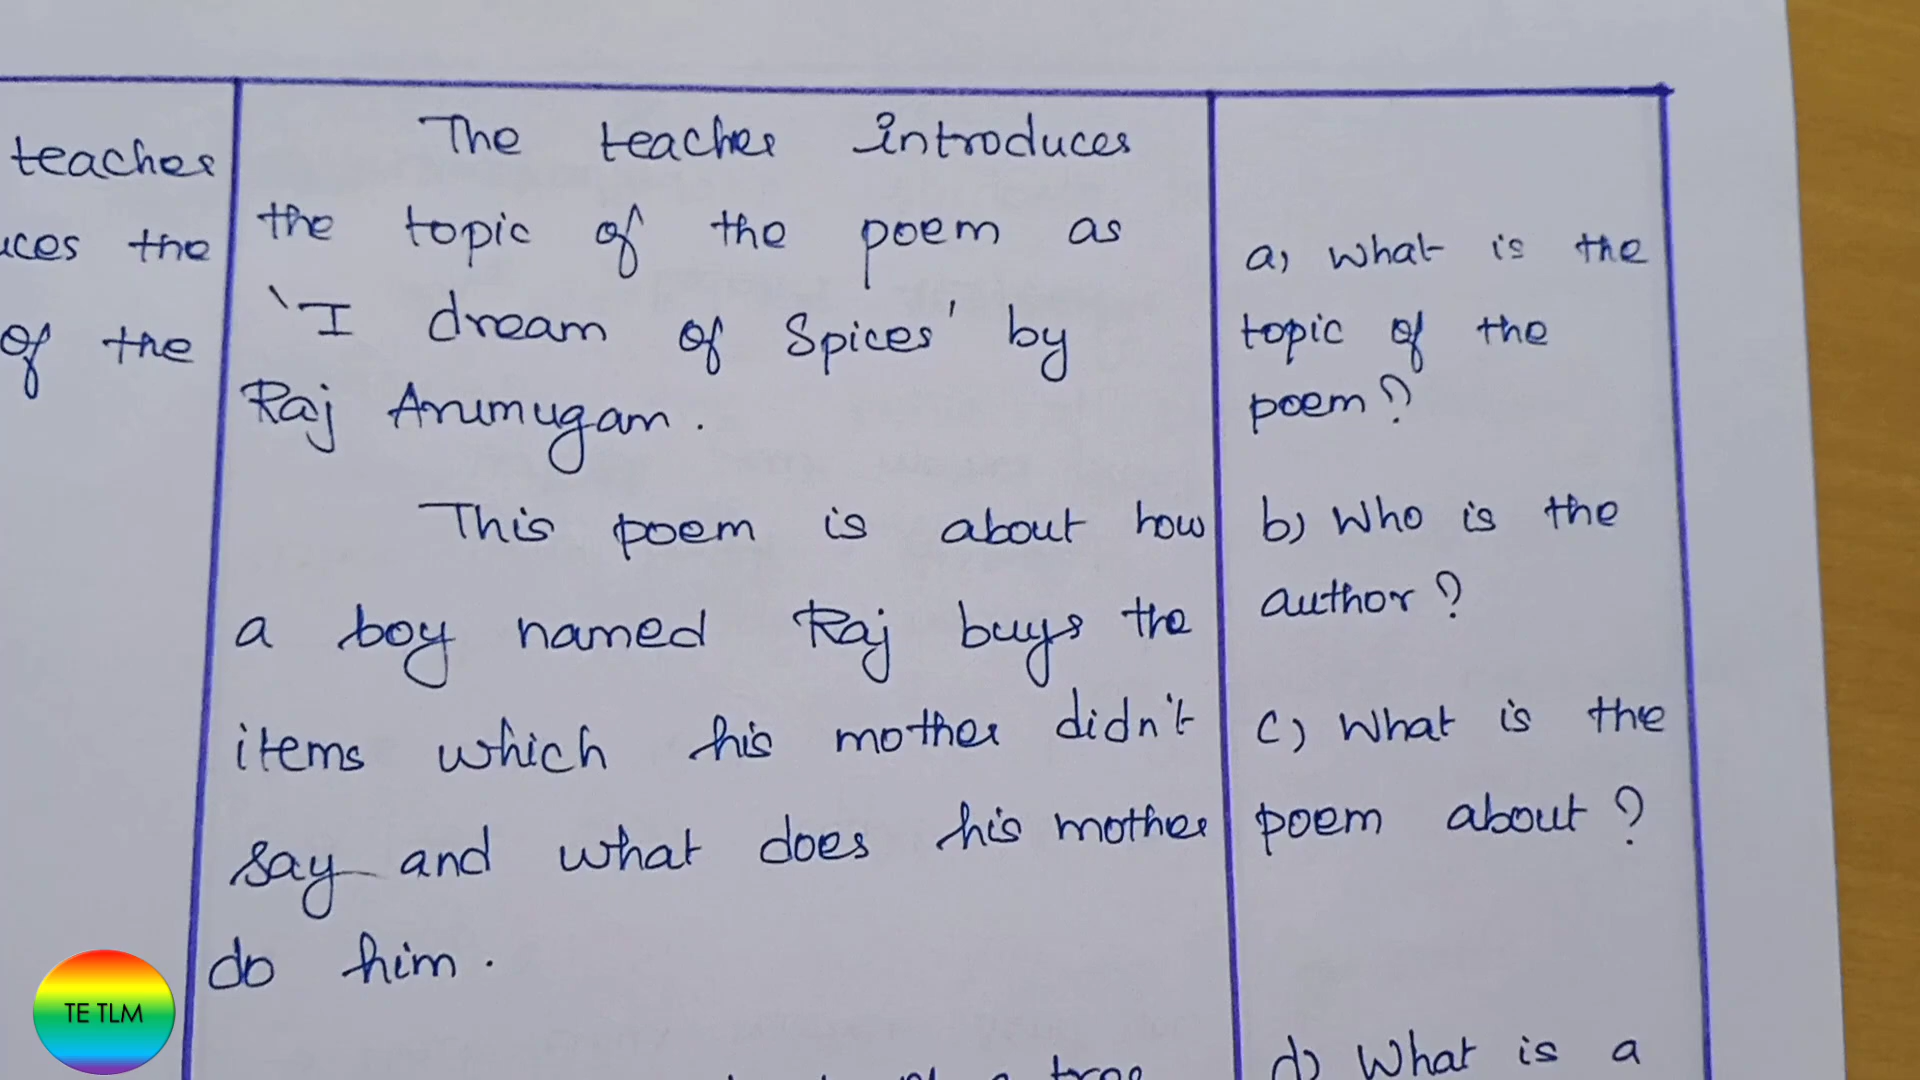 teacher
uces the
of the
The teacher introduces
the topic of the poem as
'I dream of Spices' by
Raj Arumugam.
This poem is about how
a boy named Raj buys the
items which his mother didn't
say and what does his mother
do him.
a) What is the
topic of the
poem?
b) Who is the
author?
c) What is the
poem about?
d) What is a
TE TLM